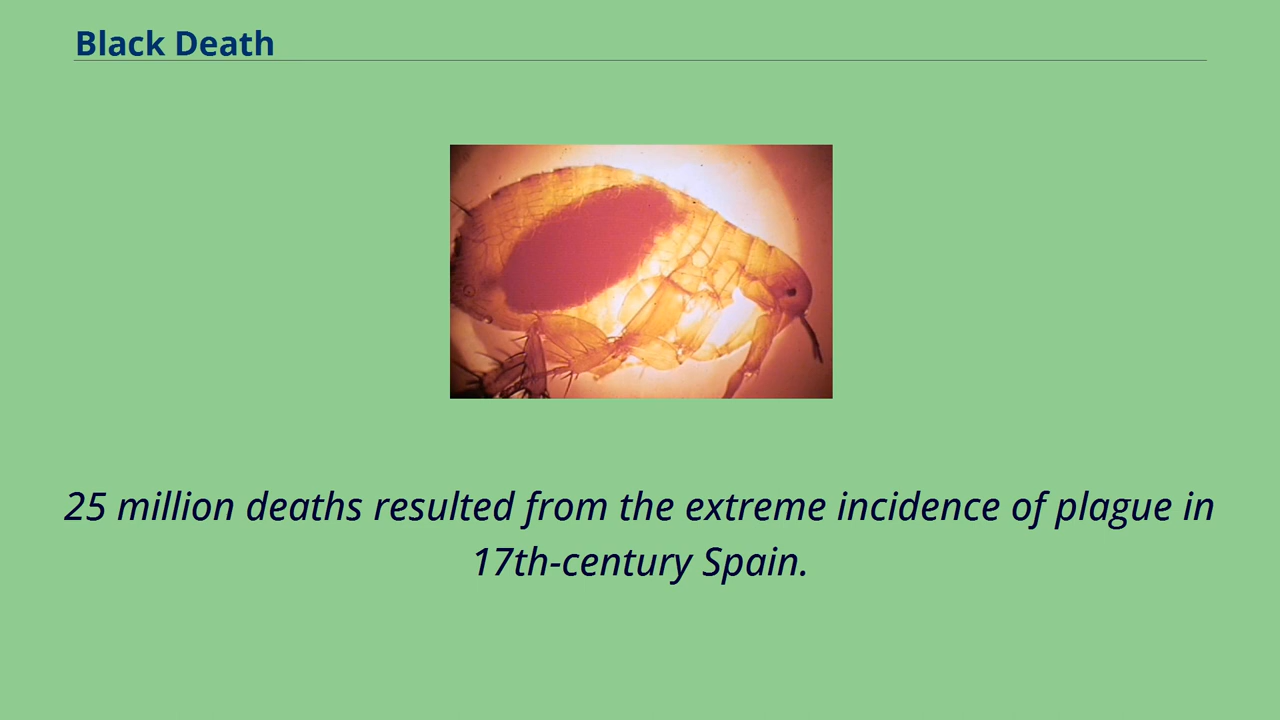 Black Death
25 million deaths resulted from the extreme incidence of plague in
17th-century Spain.